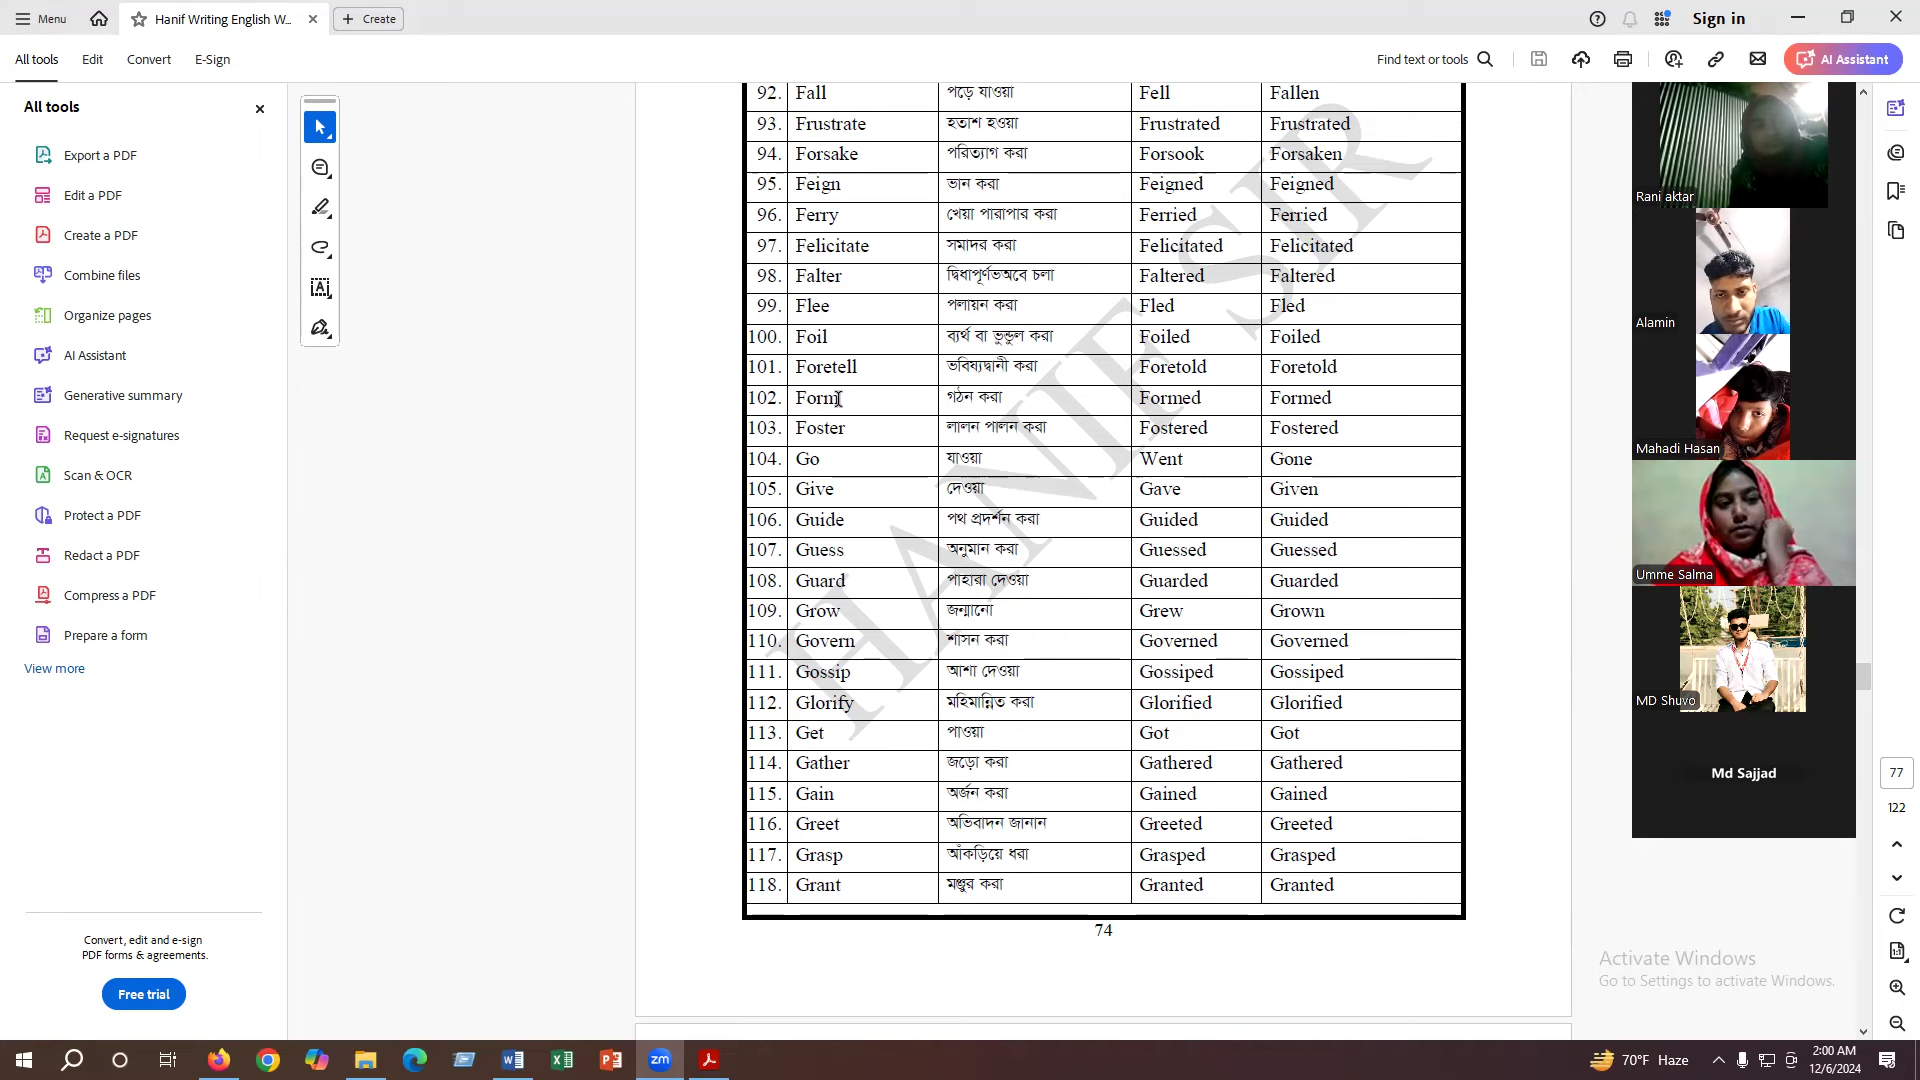 Menu
Hanif Writing English W...
Create
Sign in
All tools
Edit
Convert
E-Sign
Find text or tools
AI Assistant
All tools
Export a PDF
Edit a PDF
Create a PDF
Combine files
Organize pages
AI Assistant
Generative summary
Request e-signatures
Scan & OCR
Protect a PDF
Redact a PDF
Compress a PDF
Prepare a form
View more
Convert, edit and e-sign
PDF forms & agreements.
Free trial
92. Fall পড়ে যাওয়া Fell Fallen
93. Frustrate হতাশ হওয়া Frustrated Frustrated
94. Forsake পরিত্যাগ করা Forsook Forsaken
95. Feign ভান করা Feigned Feigned
96. Ferry খেয়া পারাপার করা Ferried Ferried
97. Felicitate সমাদর করা Felicitated Felicitated
98. Falter দ্বিধাপূর্ণভঅবে চলা Faltered Faltered
99. Flee পলায়ন করা Fled Fled
100. Foil ব্যর্থ বা ভুন্ডুল করা Foiled Foiled
101. Foretell ভবিষ্যদ্বানী করা Foretold Foretold
102. Form গঠন করা Formed Formed
103. Foster লালন পালন করা Fostered Fostered
104. Go যাওয়া Went Gone
105. Give দেওয়া Gave Given
106. Guide পথ প্রদর্শন করা Guided Guided
107. Guess অনুমান করা Guessed Guessed
108. Guard পাহারা দেওয়া Guarded Guarded
109. Grow জন্মানো Grew Grown
110. Govern শাসন করা Governed Governed
111. Gossip আশা দেওয়া Gossiped Gossiped
112. Glorify মহিমান্নিত করা Glorified Glorified
113. Get পাওয়া Got Got
114. Gather জড়ো করা Gathered Gathered
115. Gain অর্জন করা Gained Gained
116. Greet অভিবাদন জানান Greeted Greeted
117. Grasp আঁকড়িয়ে ধরা Grasped Grasped
118. Grant মঞ্জুর করা Granted Granted
74
HANIF SIR
Rani aktar
Alamin
Mahadi Hasan
Umme Salma
MD Shuvo
Md Sajjad
77
122
Activate Windows
Go to Settings to activate Windows.
70°F Haze
2:00 AM
12/6/2024